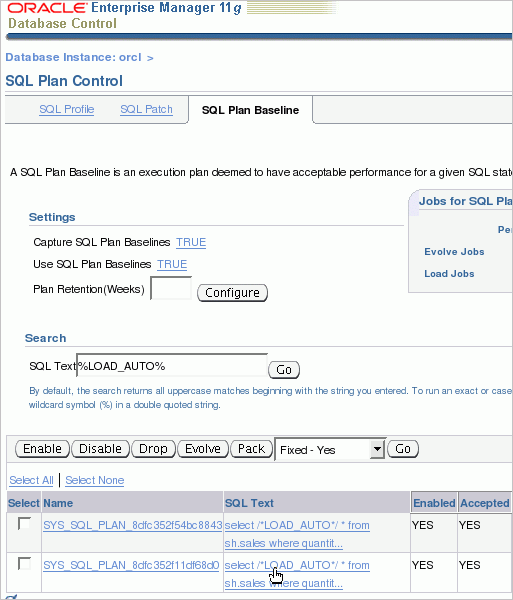 ORACLE Enterprise Manager 11g
Database Control
Database Instance: orcl >
SQL Plan Control
SQL Profile SQL Patch SQL Plan Baseline
A SQL Plan Baseline is an execution plan deemed to have acceptable performance for a given SQL
Jobs for SQL
Settings
Capture SQL Plan Baselines TRUE
Use SQL Plan Baselines TRUE
Plan Retention(Weeks) Configure
Evolve Jobs
Load Jobs
Search
SQL Text %LOAD_AUTO% Go
By default, the search returns all uppercase matches beginning with the string you entered. To run an exact or case
wildcard symbol (%) in a double quoted string.
Enable Disable Drop Evolve Pack Fixed - Yes Go
Select All | Select None
Select Name SQL Text Enabled Accepted
SYS_SQL_PLAN_8dfc352f54bc8843 select /*LOAD_AUTO*/ * from YES YES
sh.sales where quantit...
SYS_SQL_PLAN_8dfc352f11df68d0 select /*LOAD_AUTO*/ * from YES YES
sh.sales where quantit...